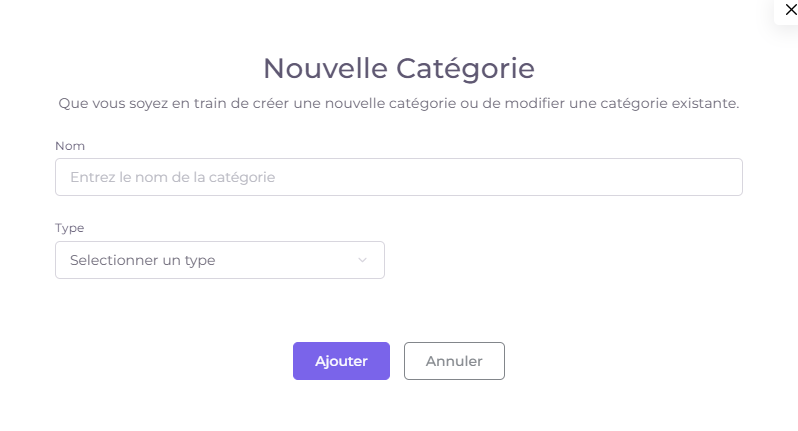 Nouvelle Catégorie
Que vous soyez en train de créer une nouvelle catégorie ou de modifier une catégorie existante.
Nom
Entrez le nom de la catégorie
Type
Selectionner un type
Ajouter
Annuler